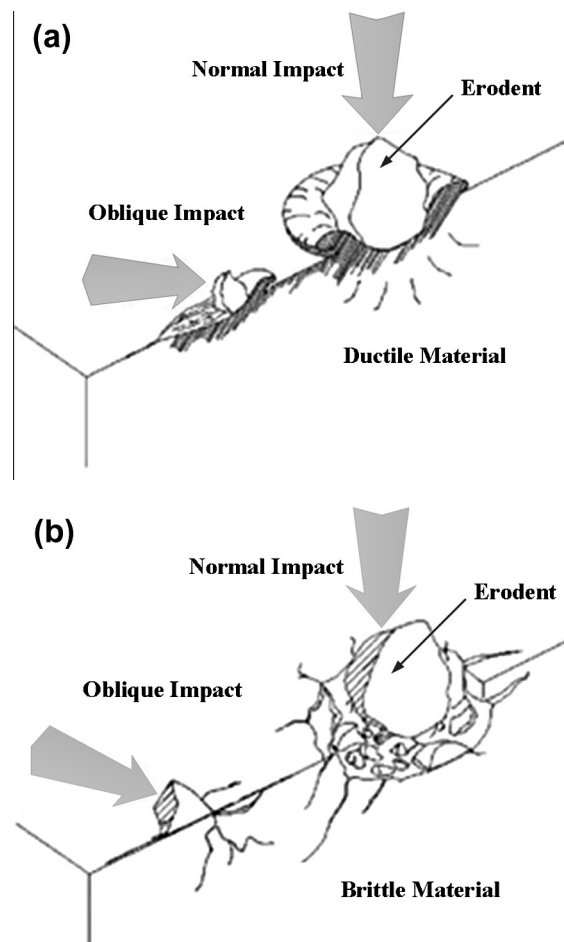 (a)
Normal Impact
Erodent
Oblique Impact
Ductile Material
(b)
Normal Impact
Erodent
Oblique Impact
Brittle Material